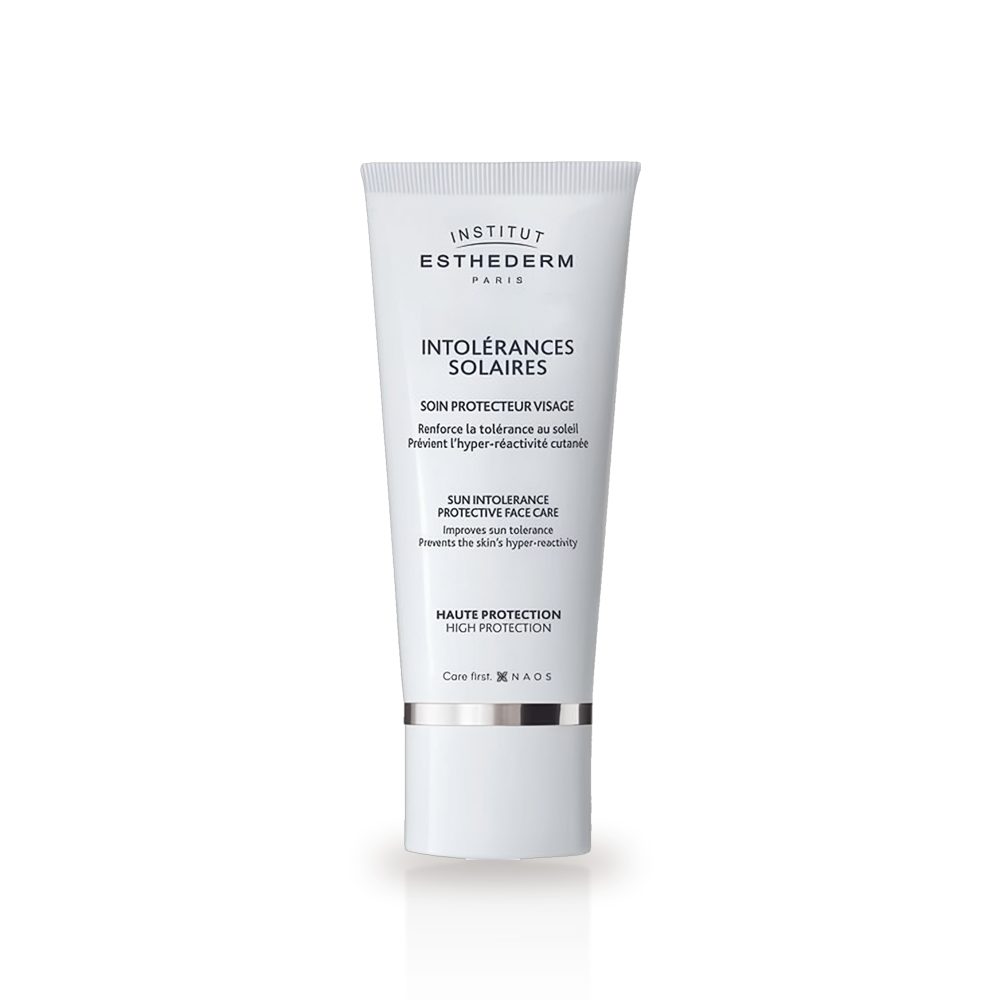 INSTITUT
ESTHEDERM
PARIS
INTOLÉRANCES
SOLAIRES
SOIN PROTECTEUR VISAGE
Renforce la tolérance au soleil
Prévient l'hyper-réactivité cutanée
SUN INTOLERANCE
PROTECTIVE FACE CARE
Improves sun tolerance
Prevents the skin's hyper-reactivity
HAUTE PROTECTION
HIGH PROTECTION
Care first. NAOS